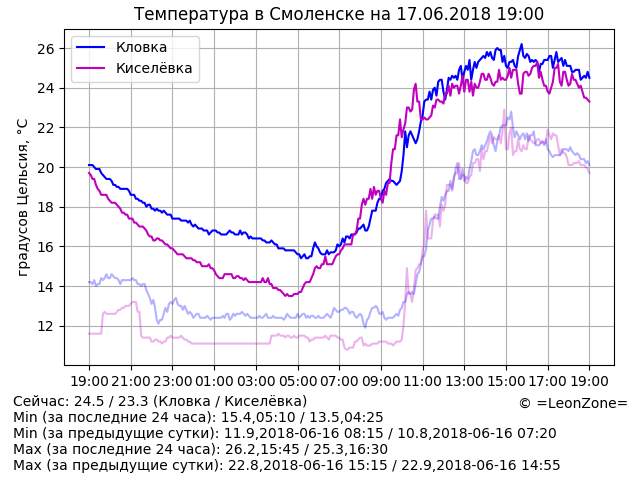 Температура в Смоленске на 17.06.2018 19:00
Кловка
Киселёвка
градусов Цельсия, °C
26
24
22
20
18
16
14
12
19:00 21:00 23:00 01:00 03:00 05:00 07:00 09:00 11:00 13:00 15:00 17:00 19:00
Сейчас: 24.5 / 23.3 (Кловка / Киселёвка)
© =LeonZone=
Min (за последние 24 часа): 15.4,05:10 / 13.5,04:25
Min (за предыдущие сутки): 11.9,2018-06-16 08:15 / 10.8,2018-06-16 07:20
Max (за последние 24 часа): 26.2,15:45 / 25.3,16:30
Max (за предыдущие сутки): 22.8,2018-06-16 15:15 / 22.9,2018-06-16 14:55